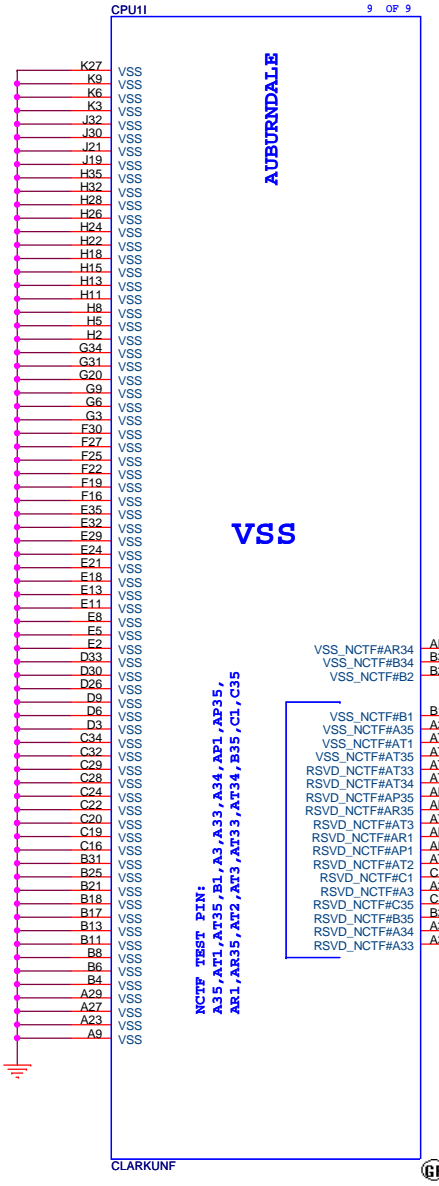 CPU1I
9 OF 9
AUBURNDALE
K27 VSS
K9 VSS
K6 VSS
K3 VSS
J32 VSS
J30 VSS
J21 VSS
J19 VSS
H35 VSS
H32 VSS
H28 VSS
H26 VSS
H24 VSS
H22 VSS
H18 VSS
H15 VSS
H13 VSS
H11 VSS
H8 VSS
H5 VSS
H2 VSS
G34 VSS
G31 VSS
G20 VSS
G9 VSS
G6 VSS
G3 VSS
F30 VSS
F27 VSS
F25 VSS
F22 VSS
F19 VSS
F16 VSS
E35 VSS
E32 VSS
E29 VSS
E24 VSS
E21 VSS
E18 VSS
E13 VSS
E11 VSS
E8 VSS
E5 VSS
E2 VSS
D33 VSS
D30 VSS
D26 VSS
D9 VSS
D6 VSS
D3 VSS
C34 VSS
C32 VSS
C29 VSS
C28 VSS
C24 VSS
C22 VSS
C20 VSS
C19 VSS
C16 VSS
B31 VSS
B25 VSS
B21 VSS
B18 VSS
B17 VSS
B13 VSS
B11 VSS
B8 VSS
B6 VSS
B4 VSS
A29 VSS
A27 VSS
A23 VSS
A9 VSS
VSS
VSS_NCTF#AR34
VSS_NCTF#B34
VSS_NCTF#B2
VSS_NCTF#B1
VSS_NCTF#A35
VSS_NCTF#AT1
VSS_NCTF#AT35
RSVD_NCTF#AT33
RSVD_NCTF#AT34
RSVD_NCTF#AP35
RSVD_NCTF#AR35
RSVD_NCTF#AT3
RSVD_NCTF#AR1
RSVD_NCTF#AP1
RSVD_NCTF#AT2
RSVD_NCTF#C1
RSVD_NCTF#A3
RSVD_NCTF#C35
RSVD_NCTF#B35
RSVD_NCTF#A34
RSVD_NCTF#A33
NCTF TEST PIN:
A35,AT1,AT35,B1,A3,A33,A34,AP1,AP35,
AR1,AR35,AT2,AT3,AT33,AT34,B35,C1,C35
CLARKUNF